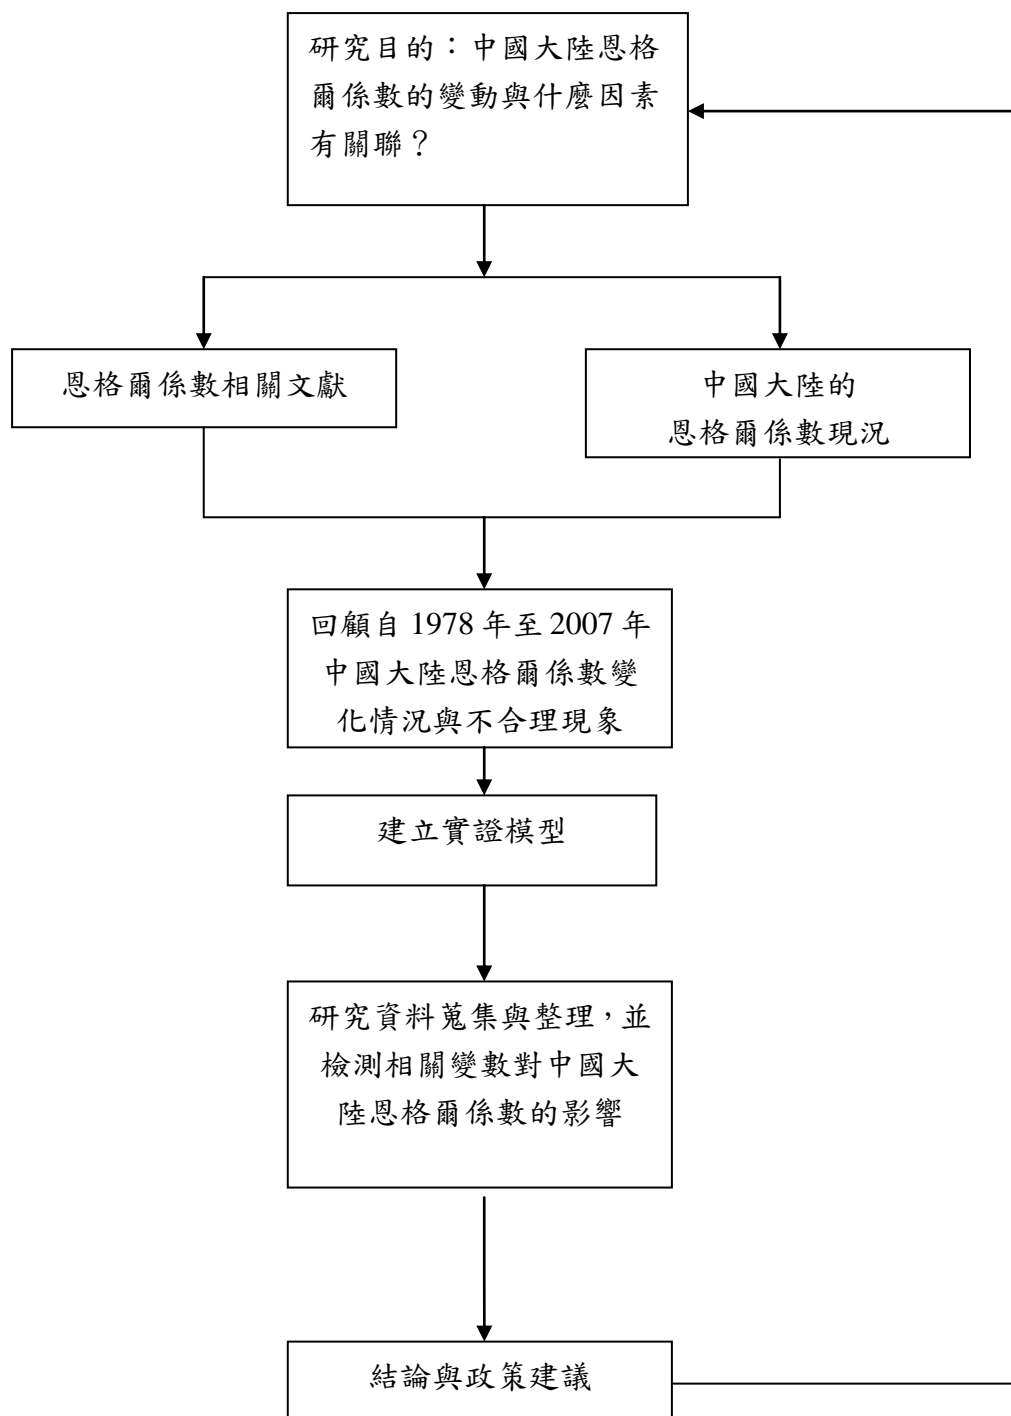 研究目的：中國大陸恩格
爾係數的變動與什麼因素
有關聯？
恩格爾係數相關文獻
中國大陸的
恩格爾係數現況
回顧自 1978 年至 2007 年
中國大陸恩格爾係數變
化情況與不合理現象
建立實證模型
研究資料蒐集與整理，並
檢測相關變數對中國大
陸恩格爾係數的影響
結論與政策建議